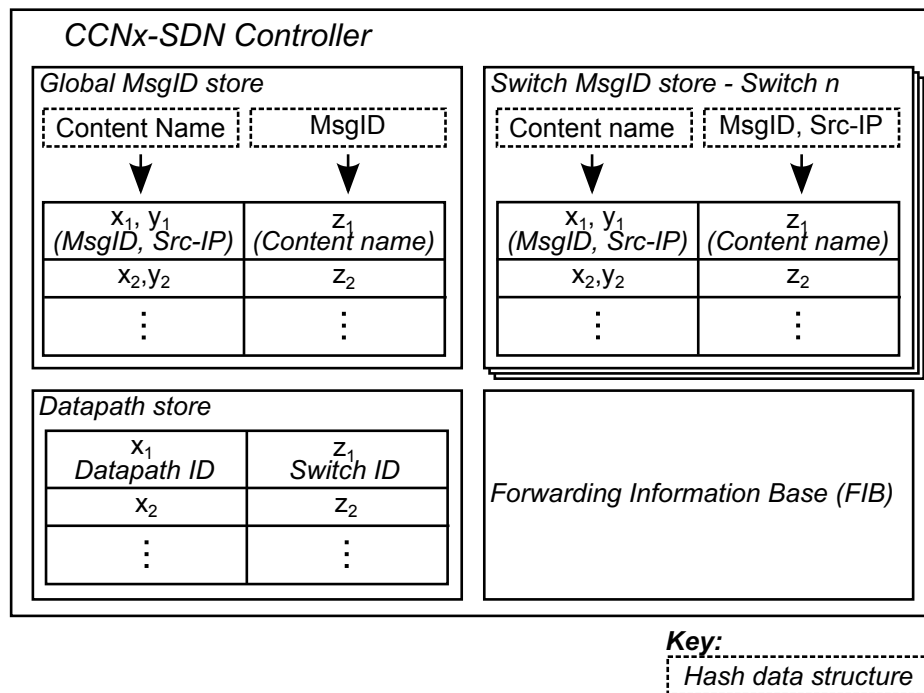 CCNx-SDN Controller
Global MsgID store
Content Name MsgID
x₁, y₁ z₁
(MsgID, Src-IP) (Content name)
x₂,y₂ z₂
⋮ ⋮
Switch MsgID store - Switch n
Content name MsgID, Src-IP
x₁, y₁ z₁
(MsgID, Src-IP) (Content name)
x₂,y₂ z₂
⋮ ⋮
Datapath store
x₁ z₁
Datapath ID Switch ID
x₂ z₂
⋮ ⋮
Forwarding Information Base (FIB)
Key:
Hash data structure